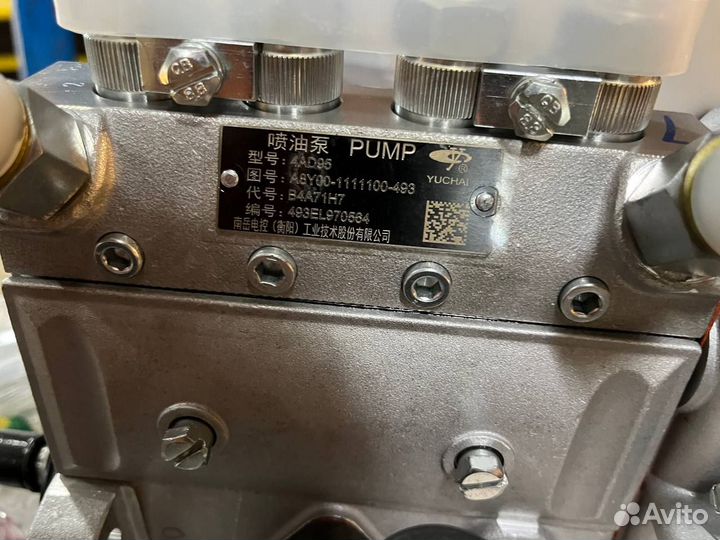 喷油泵 PUMP
YUCHAI
型号：4AD95
图号：A8Y00-1111100-493
代号：B4A71H7
编号：493EL970564
南岳电控（衡阳）工业技术股份有限公司
Avito